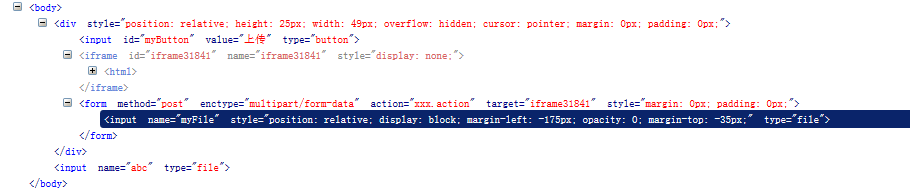 <body>
<div style="position: relative; height: 25px; width: 49px; overflow: hidden; cursor: pointer; margin: 0px; padding: 0px;">
<input id="myButton" value="上传" type="button">
<iframe id="iframe31841" name="iframe31841" style="display: none;">
<html>
</iframe>
<form method="post" enctype="multipart/form-data" action="xxx.action" target="iframe31841" style="margin: 0px; padding: 0px;">
<input name="myFile" style="position: relative; display: block; margin-left: -175px; opacity: 0; margin-top: -35px;" type="file">
</form>
</div>
<input name="abc" type="file">
</body>